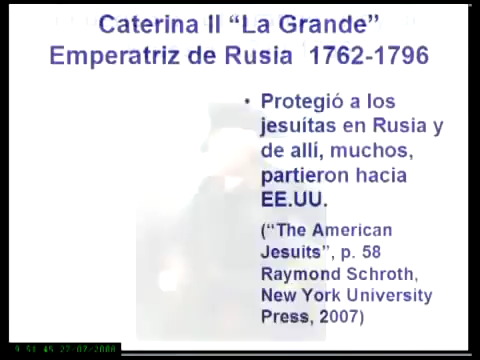 Caterina II “La Grande”
Emperatriz de Rusia 1762-1796
• Protegió a los
jesuítas en Rusia y
de allí, muchos,
partieron hacia
EE.UU.
(“The American
Jesuits”, p. 58
Raymond Schroth,
New York University
Press, 2007)